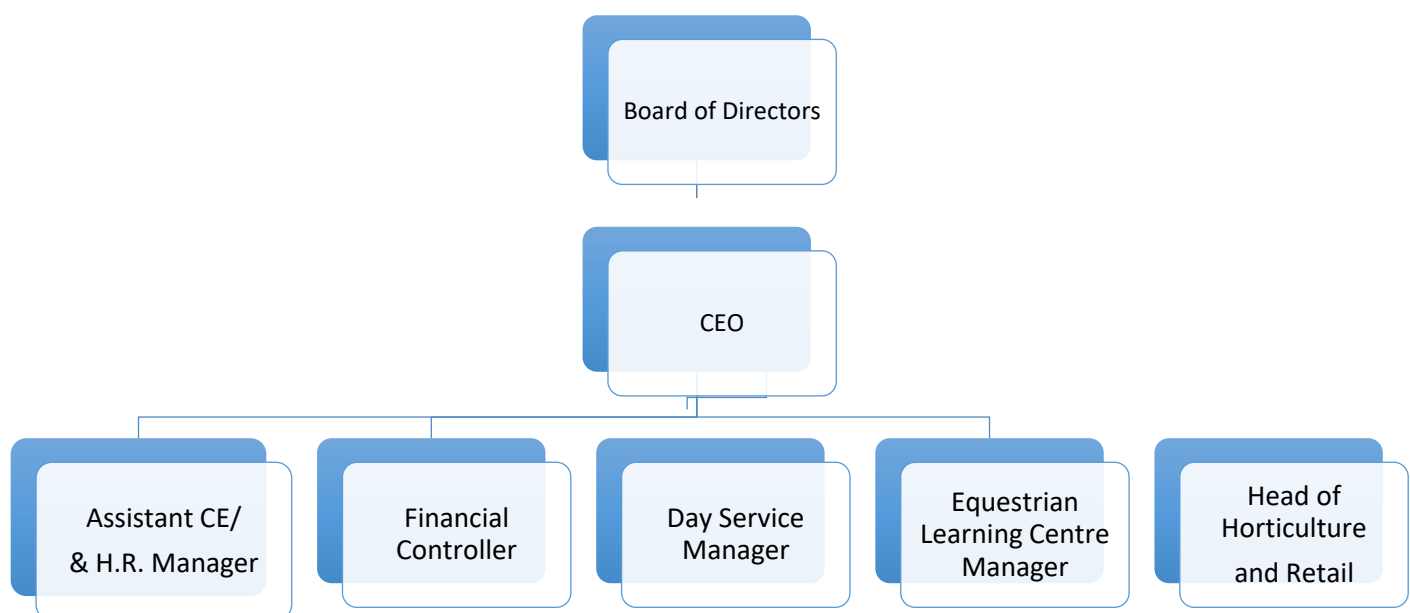 Board of Directors
CEO
Assistant CE/
& H.R. Manager
Financial
Controller
Day Service
Manager
Equestrian
Learning Centre
Manager
Head of
Horticulture
and Retail